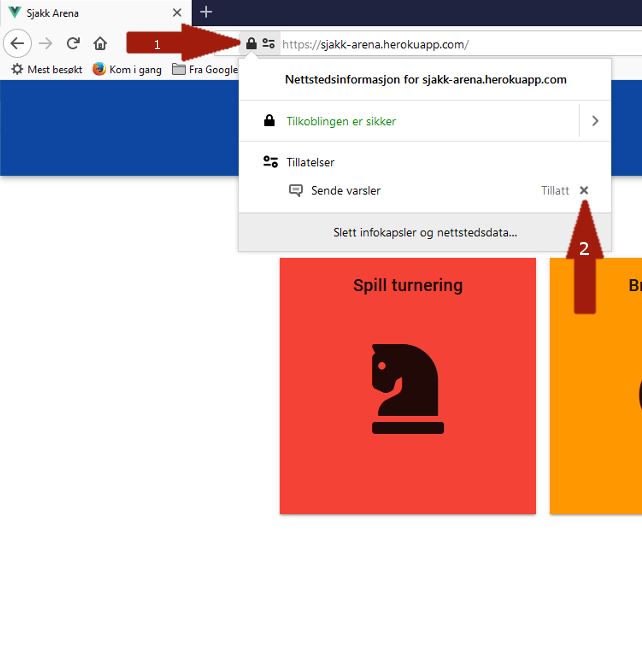 Sjakk Arena
1
https://sjakk-arena.herokuapp.com/
Mest besøkt Kom i gang Fra Google
Nettstedsinformasjon for sjakk-arena.herokuapp.com
Tilkoblingen er sikker
Tillatelser
Sende varsler Tillatt
Slett infokapsler og nettstedsdata...
2
Spill turnering